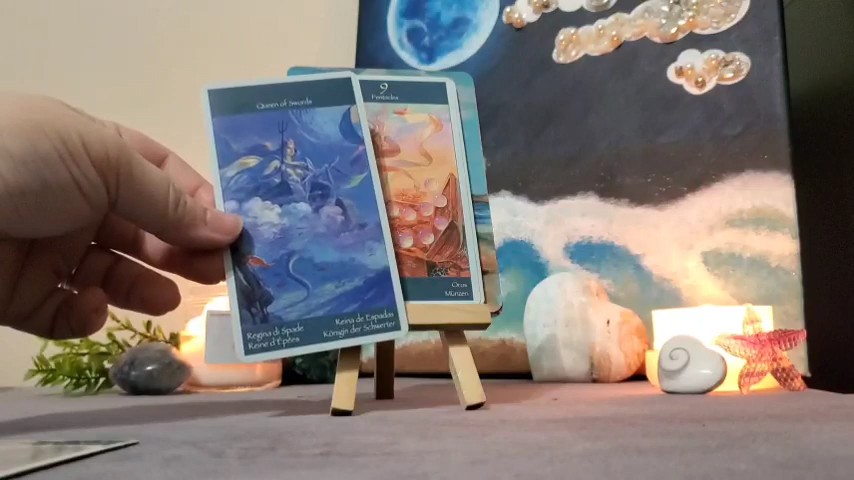 Queen of Swords
Regina di Spade
Reine d'Épées
Reina de Espadas
Königin der Schwerter
9
Pentacles
Oros
Münzen